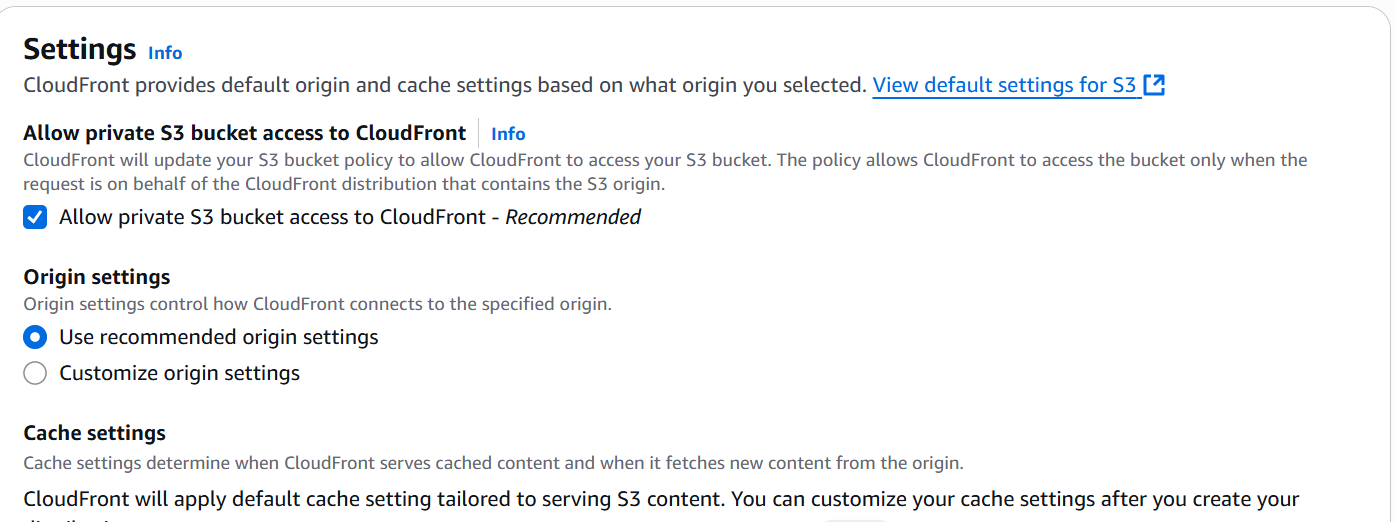 Settings Info
CloudFront provides default origin and cache settings based on what origin you selected. View default settings for S3
Allow private S3 bucket access to CloudFront Info
CloudFront will update your S3 bucket policy to allow CloudFront to access your S3 bucket. The policy allows CloudFront to access the bucket only when the
request is on behalf of the CloudFront distribution that contains the S3 origin.
Allow private S3 bucket access to CloudFront - Recommended
Origin settings
Origin settings control how CloudFront connects to the specified origin.
Use recommended origin settings
Customize origin settings
Cache settings
Cache settings determine when CloudFront serves cached content and when it fetches new content from the origin.
CloudFront will apply default cache setting tailored to serving S3 content. You can customize your cache settings after you create your